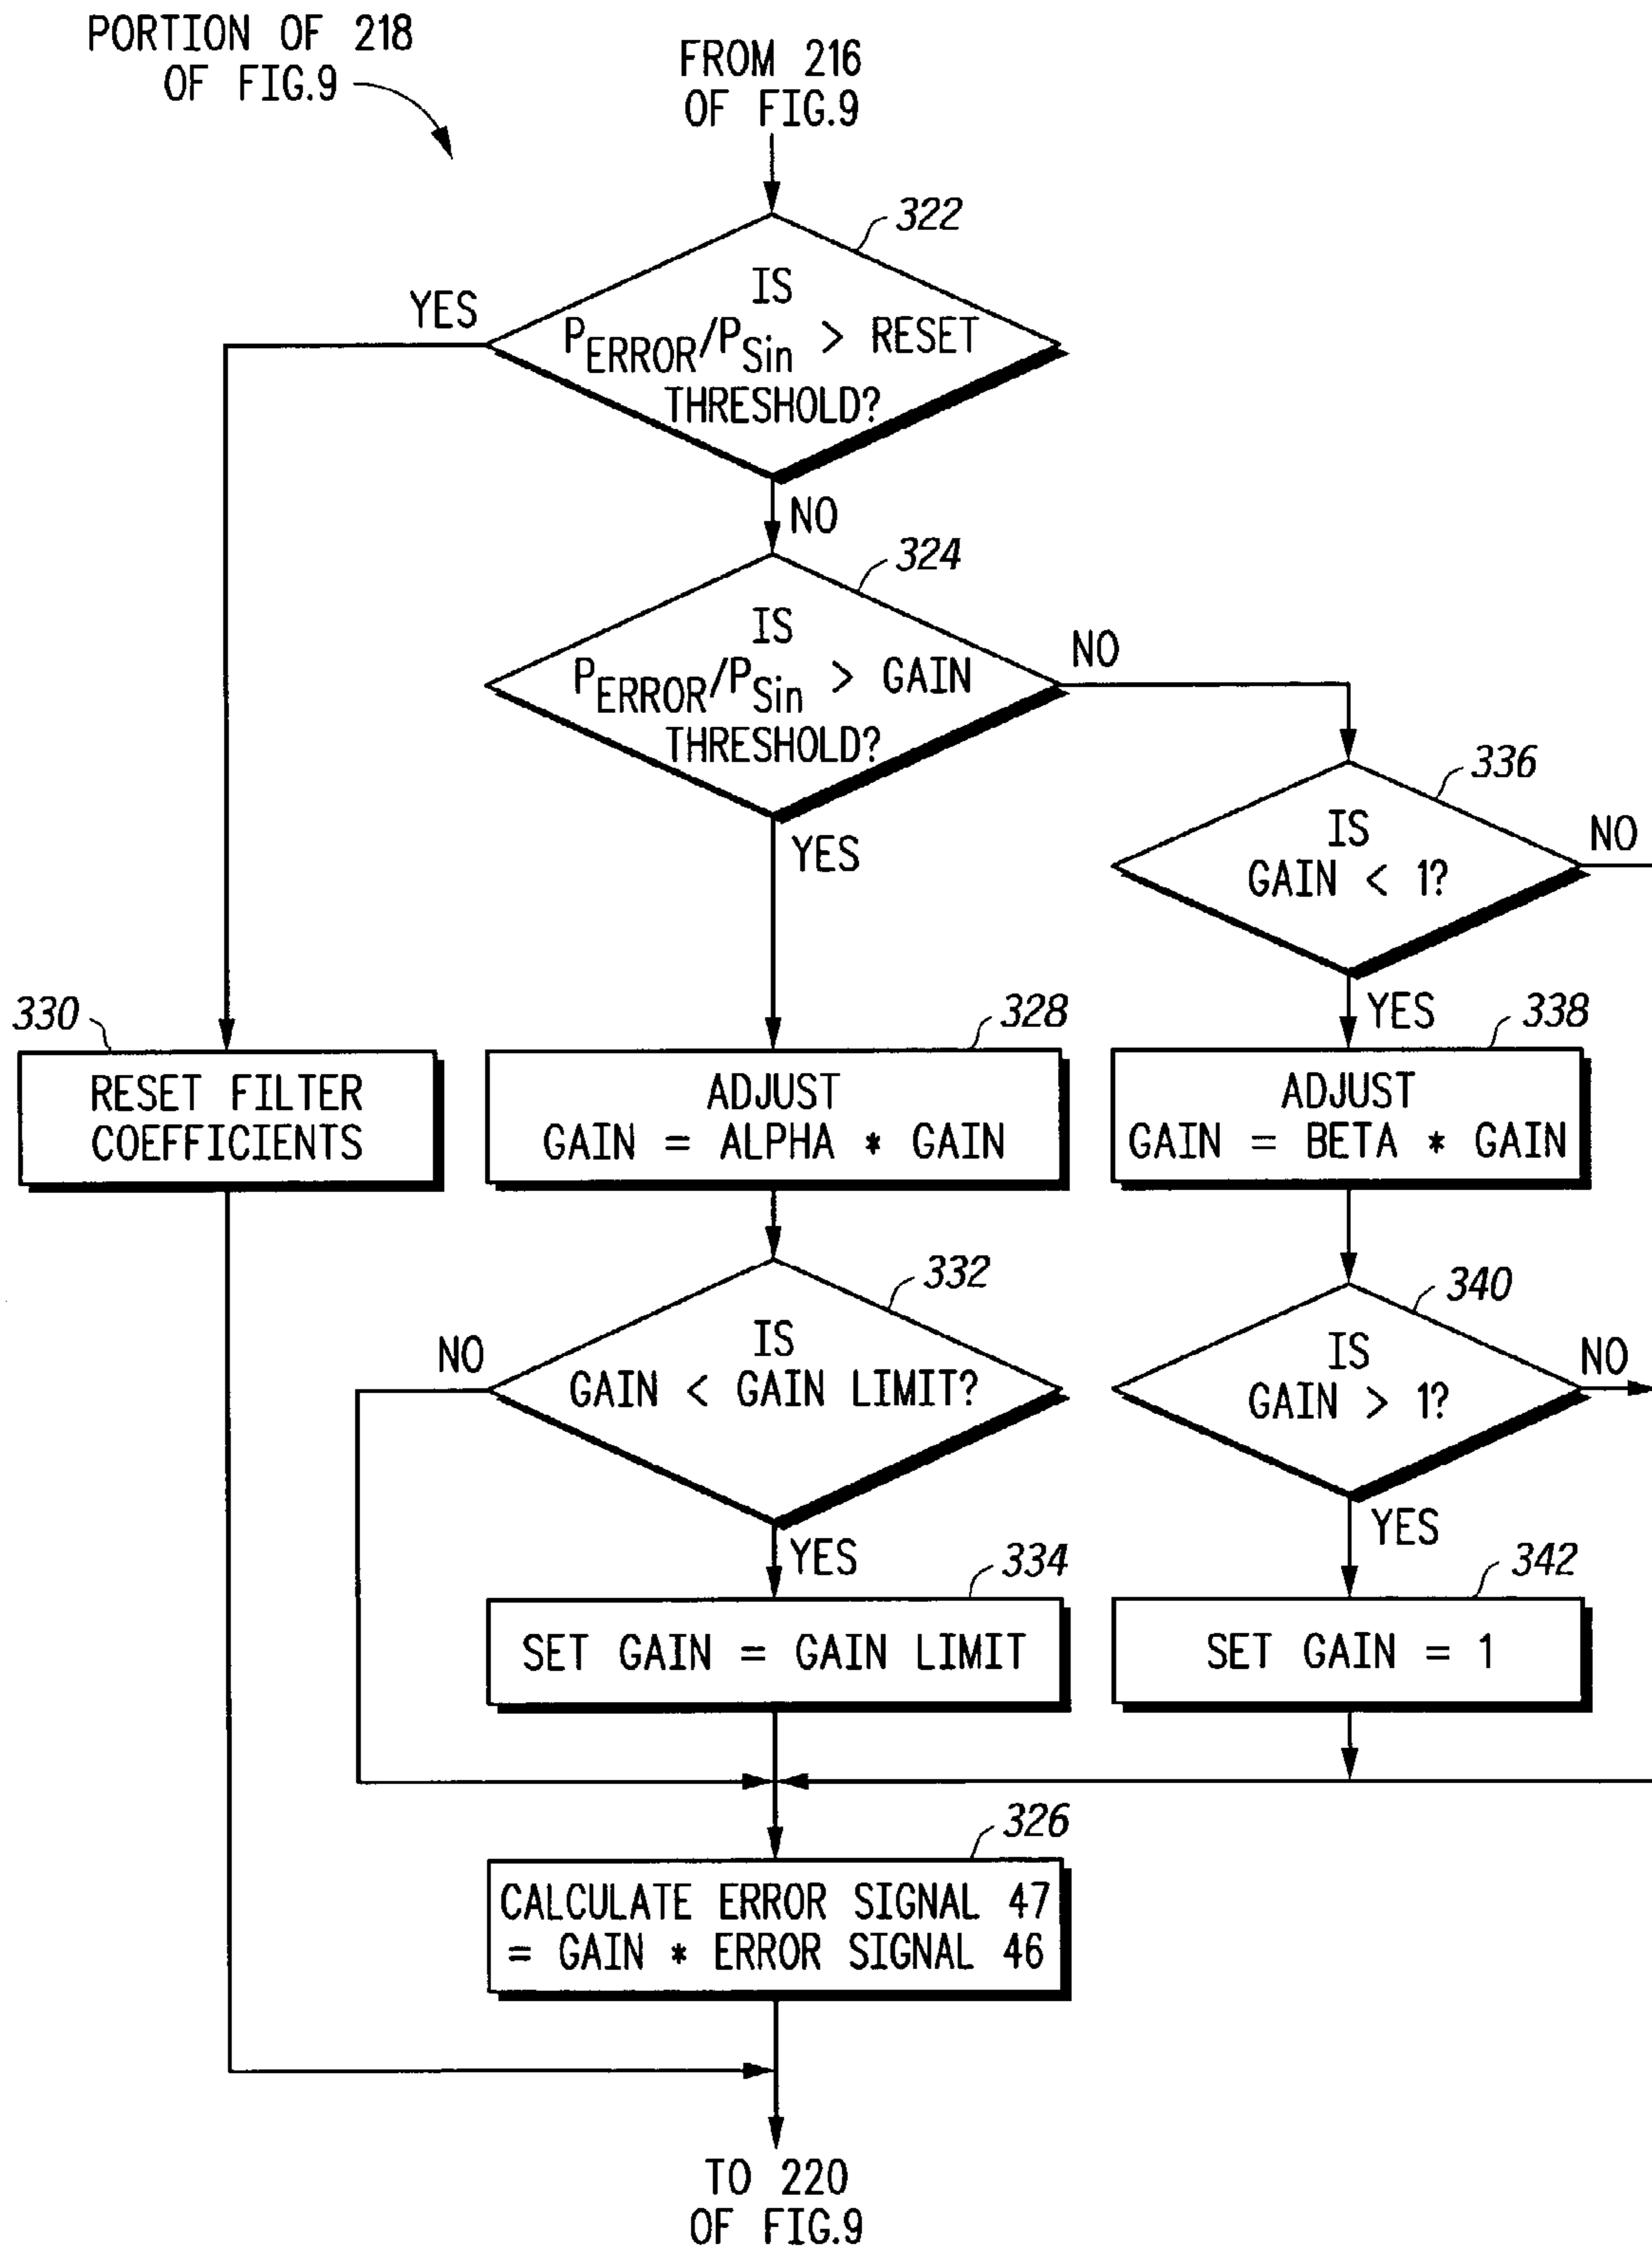 PORTION OF 218
OF FIG.9
FROM 216
OF FIG.9
322
IS
PERROR/PSin > RESET
THRESHOLD?
YES
NO
324
IS
PERROR/PSin > GAIN
THRESHOLD?
NO
YES
336
IS
GAIN < 1?
NO
YES
330
RESET FILTER
COEFFICIENTS
328
ADJUST
GAIN = ALPHA * GAIN
338
ADJUST
GAIN = BETA * GAIN
332
IS
GAIN < GAIN LIMIT?
NO
YES
340
IS
GAIN > 1?
NO
YES
334
SET GAIN = GAIN LIMIT
342
SET GAIN = 1
326
CALCULATE ERROR SIGNAL 47
= GAIN * ERROR SIGNAL 46
TO 220
OF FIG.9